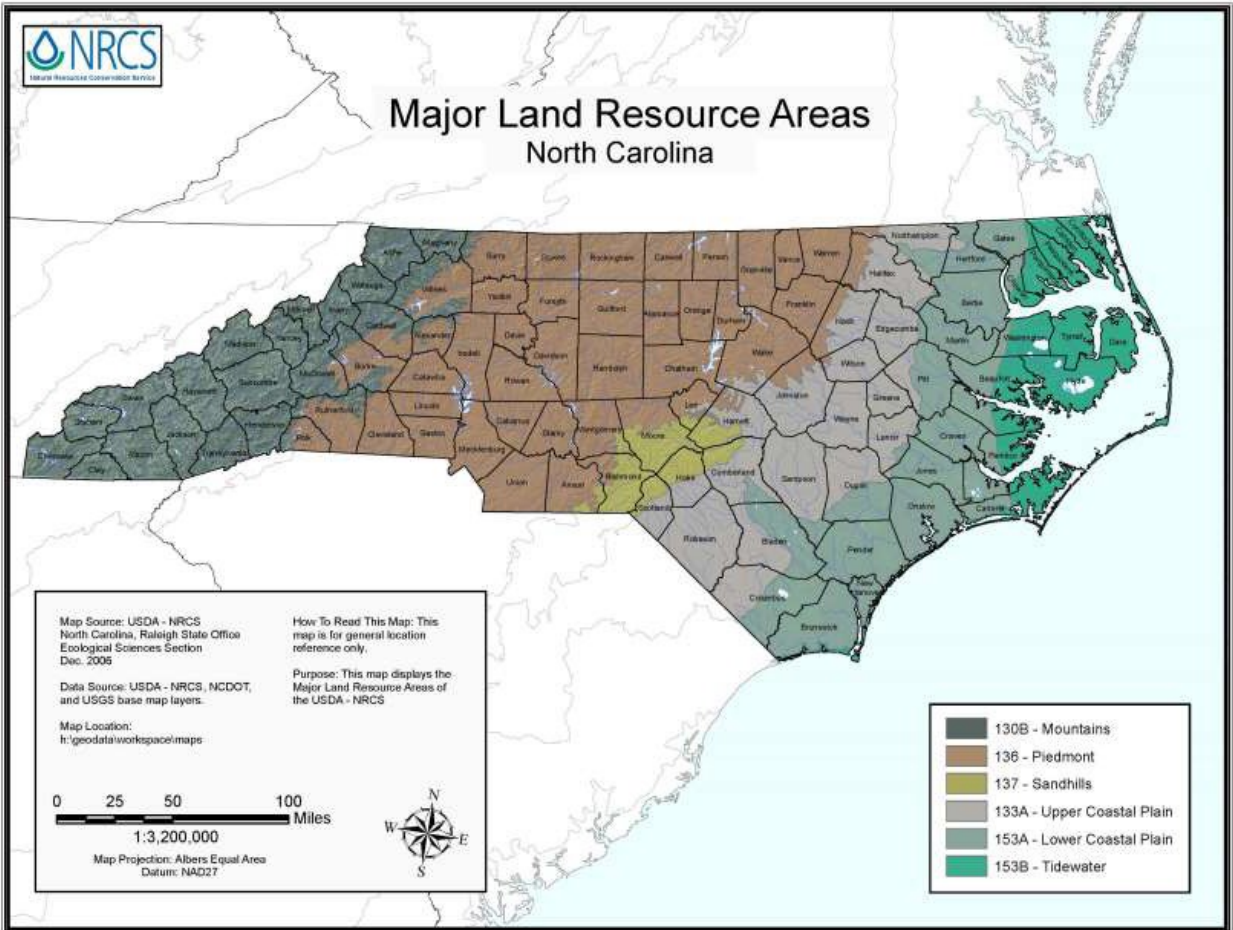 NRCS
Natural Resources Conservation Service
Major Land Resource Areas
North Carolina
Ashe
Alleghany
Surry
Stokes
Rockingham
Caswell
Person
Granville
Vance
Warren
Northampton
Gates
Hertford
Halifax
Watauga
Wilkes
Yadkin
Forsyth
Guilford
Alamance
Orange
Durham
Franklin
Nash
Edgecombe
Bertie
Martin
Washington
Tyrrell
Dare
Mitchell
Avery
Caldwell
Alexander
Davie
Iredell
Davidson
Madison
Yancey
McDowell
Burke
Catawba
Rowan
Randolph
Chatham
Wake
Wilson
Pitt
Beaufort
Hyde
Swain
Haywood
Buncombe
Rutherford
Lincoln
Cabarrus
Stanly
Montgomery
Moore
Lee
Harnett
Johnston
Wayne
Greene
Lenoir
Craven
Pamlico
Graham
Jackson
Henderson
Polk
Cleveland
Gaston
Mecklenburg
Cherokee
Clay
Macon
Transylvania
Union
Anson
Richmond
Hoke
Scotland
Cumberland
Sampson
Duplin
Jones
Onslow
Carteret
Robeson
Bladen
Pender
Columbus
New
Hanover
Brunswick
Map Source: USDA - NRCS
North Carolina, Raleigh State Office
Ecological Sciences Section
Dec. 2006
Data Source: USDA - NRCS, NCDOT,
and USGS base map layers.
Map Location:
h:\geodata\workspace\maps
How To Read This Map: This
map is for general location
reference only.
Purpose: This map displays the
Major Land Resource Areas of
the USDA - NRCS
0 25 50 100
Miles
1:3,200,000
Map Projection: Albers Equal Area
Datum: NAD27
N
W
E
S
130B - Mountains
136 - Piedmont
137 - Sandhills
133A - Upper Coastal Plain
153A - Lower Coastal Plain
153B - Tidewater